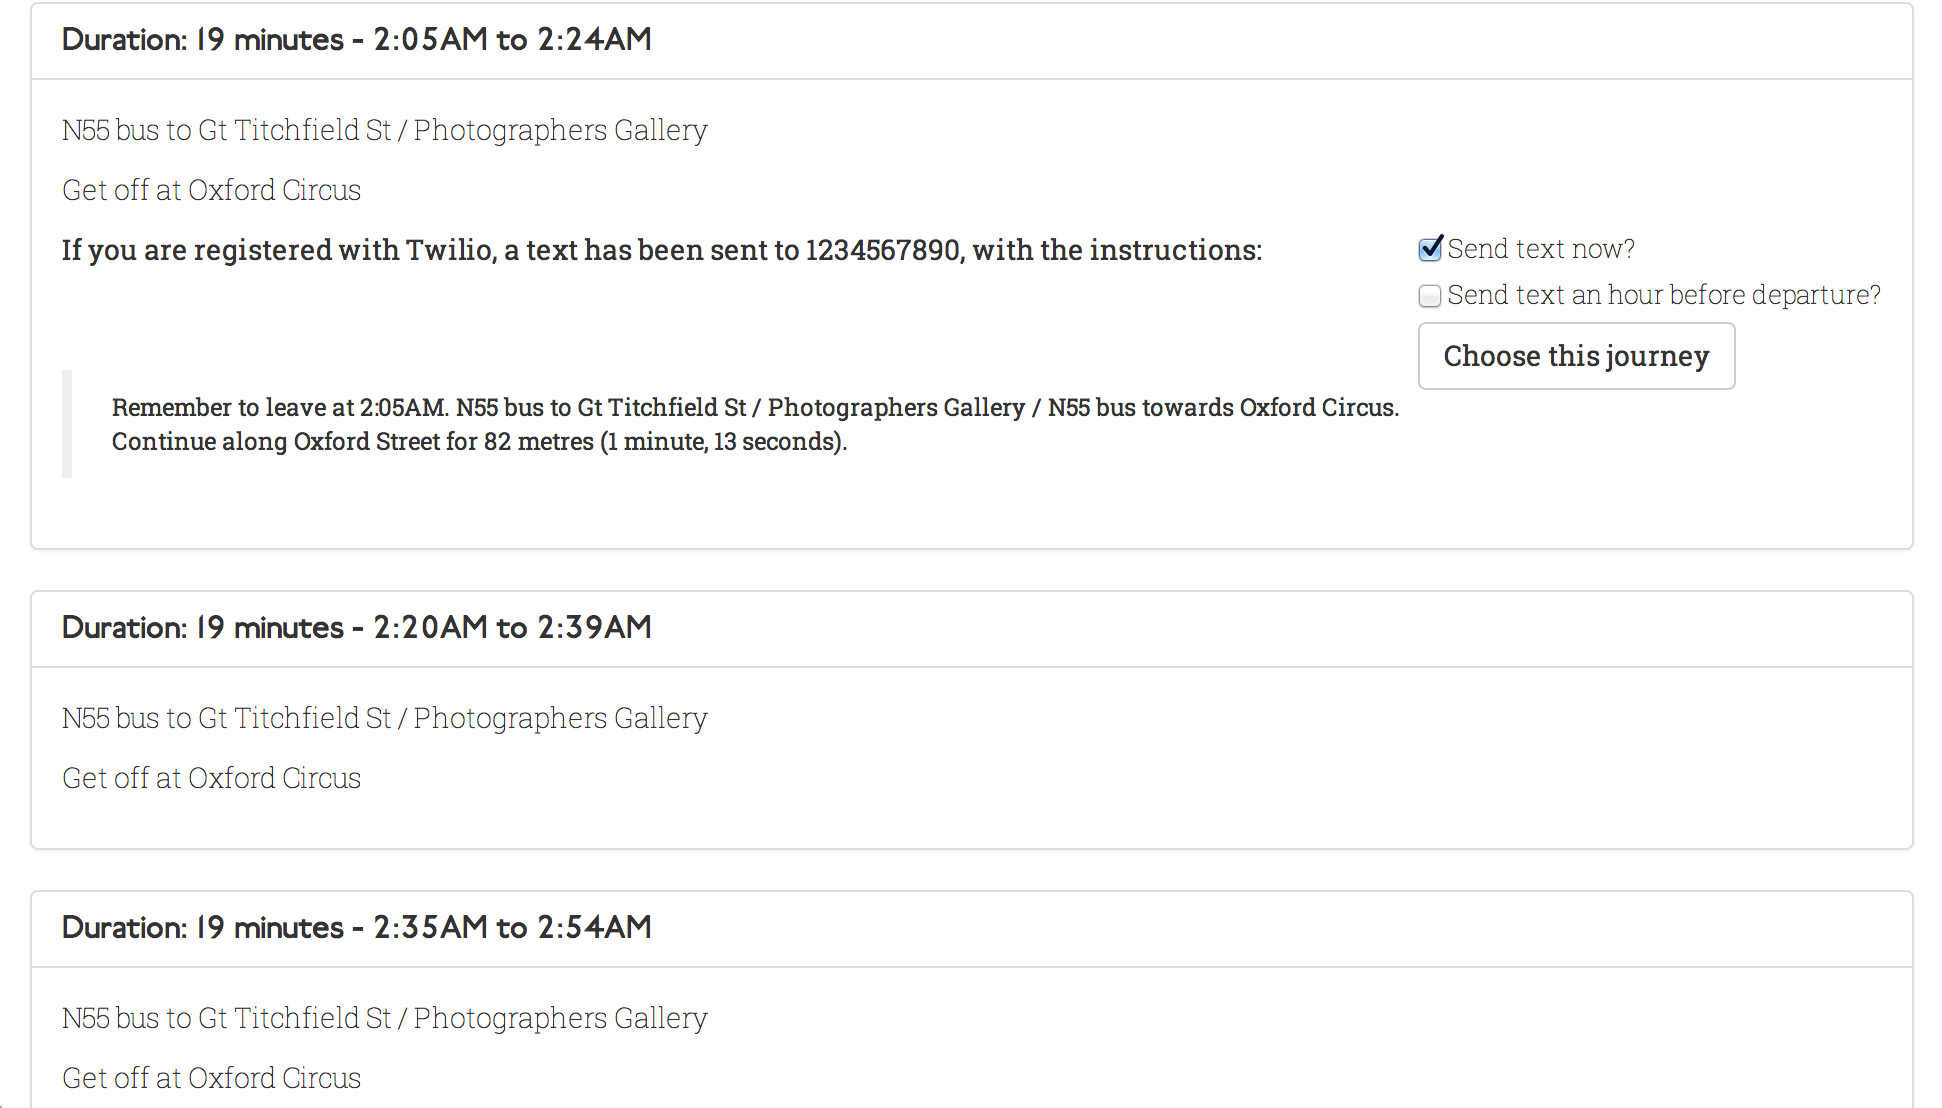 Duration: 19 minutes - 2:05AM to 2:24AM
N55 bus to Gt Titchfield St / Photographers Gallery
Get off at Oxford Circus
If you are registered with Twilio, a text has been sent to 1234567890, with the instructions:
Send text now?
Send text an hour before departure?
Choose this journey
Remember to leave at 2:05AM. N55 bus to Gt Titchfield St / Photographers Gallery / N55 bus towards Oxford Circus.
Continue along Oxford Street for 82 metres (1 minute, 13 seconds).
Duration: 19 minutes - 2:20AM to 2:39AM
N55 bus to Gt Titchfield St / Photographers Gallery
Get off at Oxford Circus
Duration: 19 minutes - 2:35AM to 2:54AM
N55 bus to Gt Titchfield St / Photographers Gallery
Get off at Oxford Circus